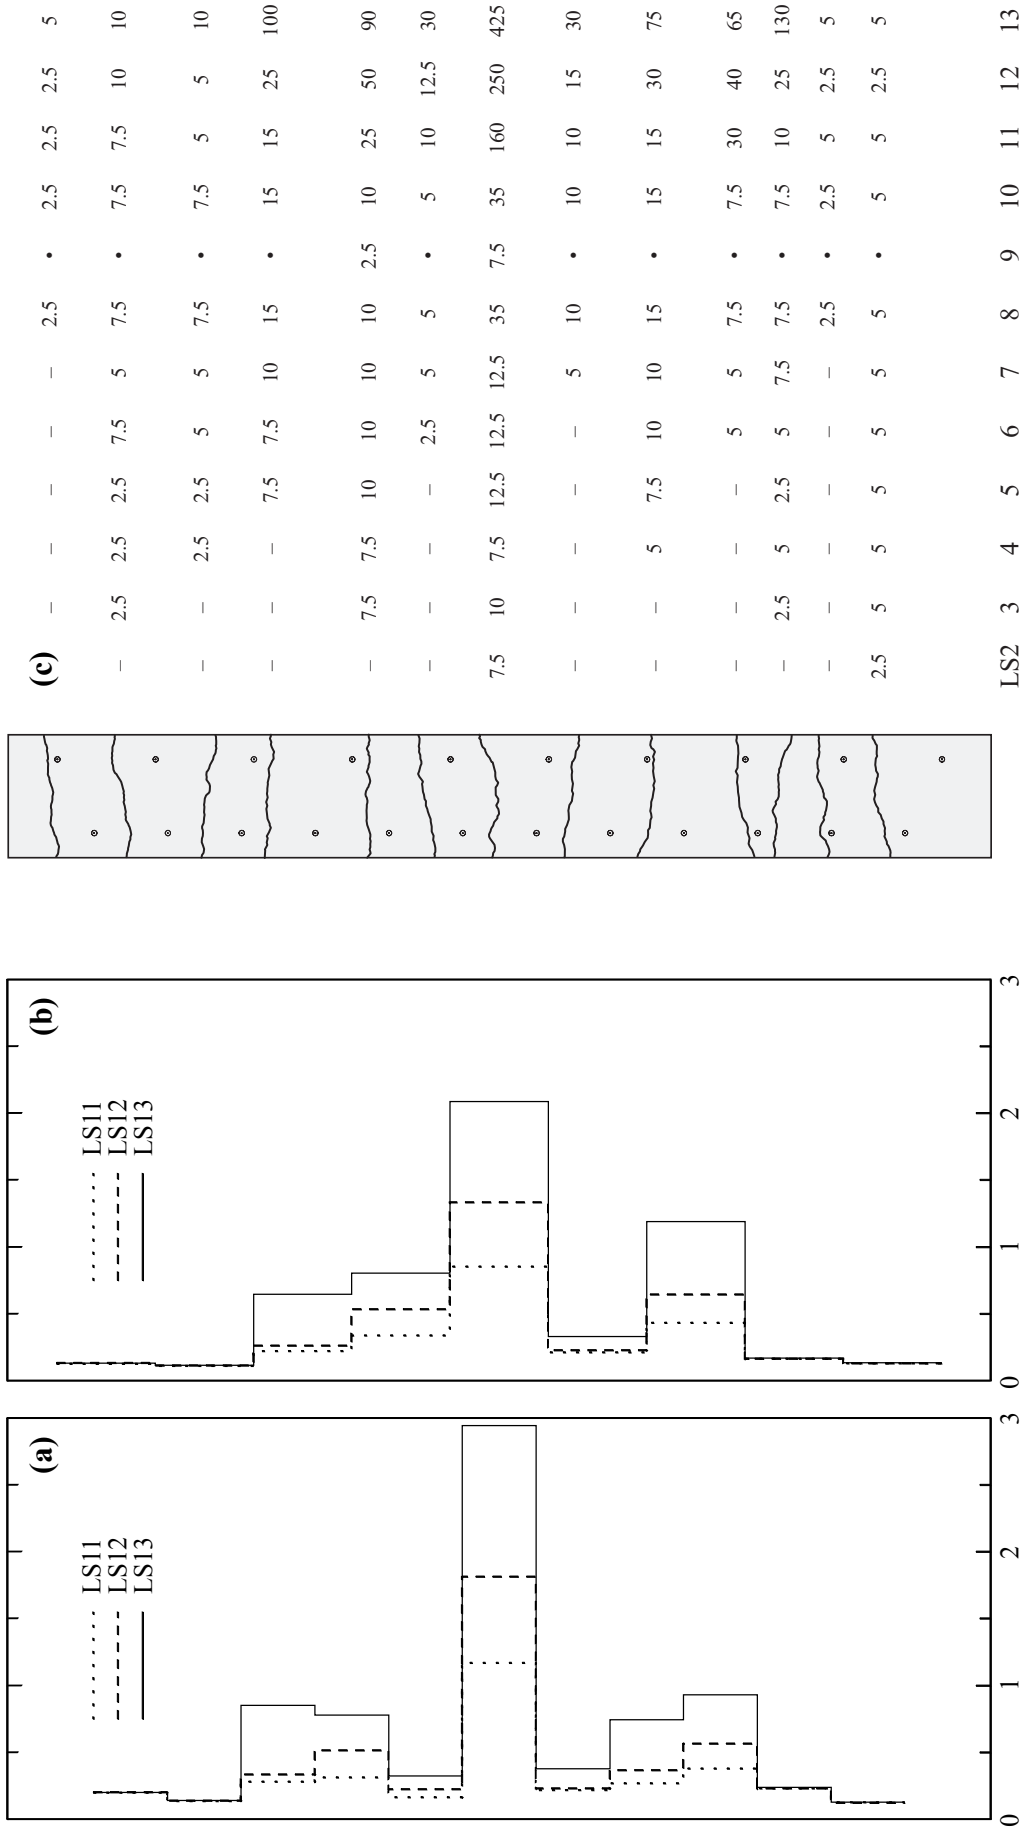 (a)
LS11
LS12
LS13
0 1 2 3
(b)
LS11
LS12
LS13
0 1 2 3
(c) – – – – – 2.5 • 2.5 2.5 2.5 5
– 2.5 2.5 2.5 7.5 5 7.5 • 7.5 7.5 10 10
– – 2.5 2.5 5 5 7.5 • 7.5 5 5 10
– – – 7.5 7.5 10 15 • 15 15 25 100
– 7.5 7.5 10 10 10 10 2.5 10 25 50 90
– – – – 2.5 5 5 • 5 10 12.5 30
7.5 10 7.5 12.5 12.5 12.5 35 7.5 35 160 250 425
– – – – – 5 10 • 10 10 15 30
– – 5 7.5 10 10 15 • 15 15 30 75
– – – – 5 5 7.5 • 7.5 30 40 65
– 2.5 5 2.5 5 7.5 7.5 • 7.5 10 25 130
– – – – – – 2.5 • 2.5 5 2.5 5
2.5 5 5 5 5 5 5 • 5 5 2.5 5
LS2 3 4 5 6 7 8 9 10 11 12 13